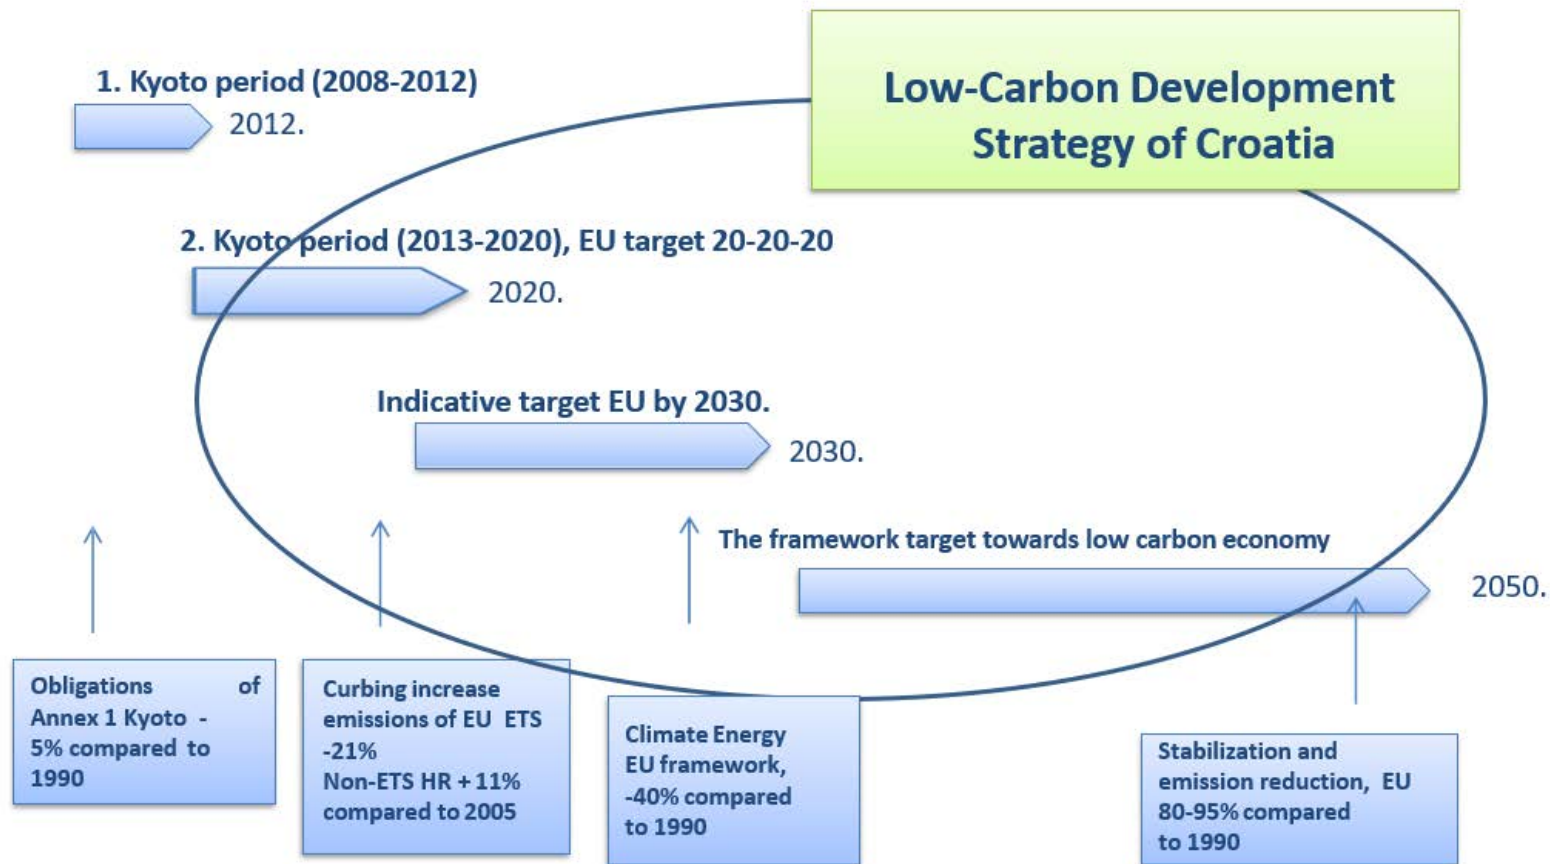 Low-Carbon Development
Strategy of Croatia
1. Kyoto period (2008-2012)
2012.
2. Kyoto period (2013-2020), EU target 20-20-20
2020.
Indicative target EU by 2030.
2030.
The framework target towards low carbon economy
2050.
Obligations of
Annex 1 Kyoto -
5% compared to
1990
Curbing increase
emissions of EU ETS
-21%
Non-ETS HR + 11%
compared to 2005
Climate Energy
EU framework,
-40% compared
to 1990
Stabilization and
emission reduction, EU
80-95% compared
to 1990